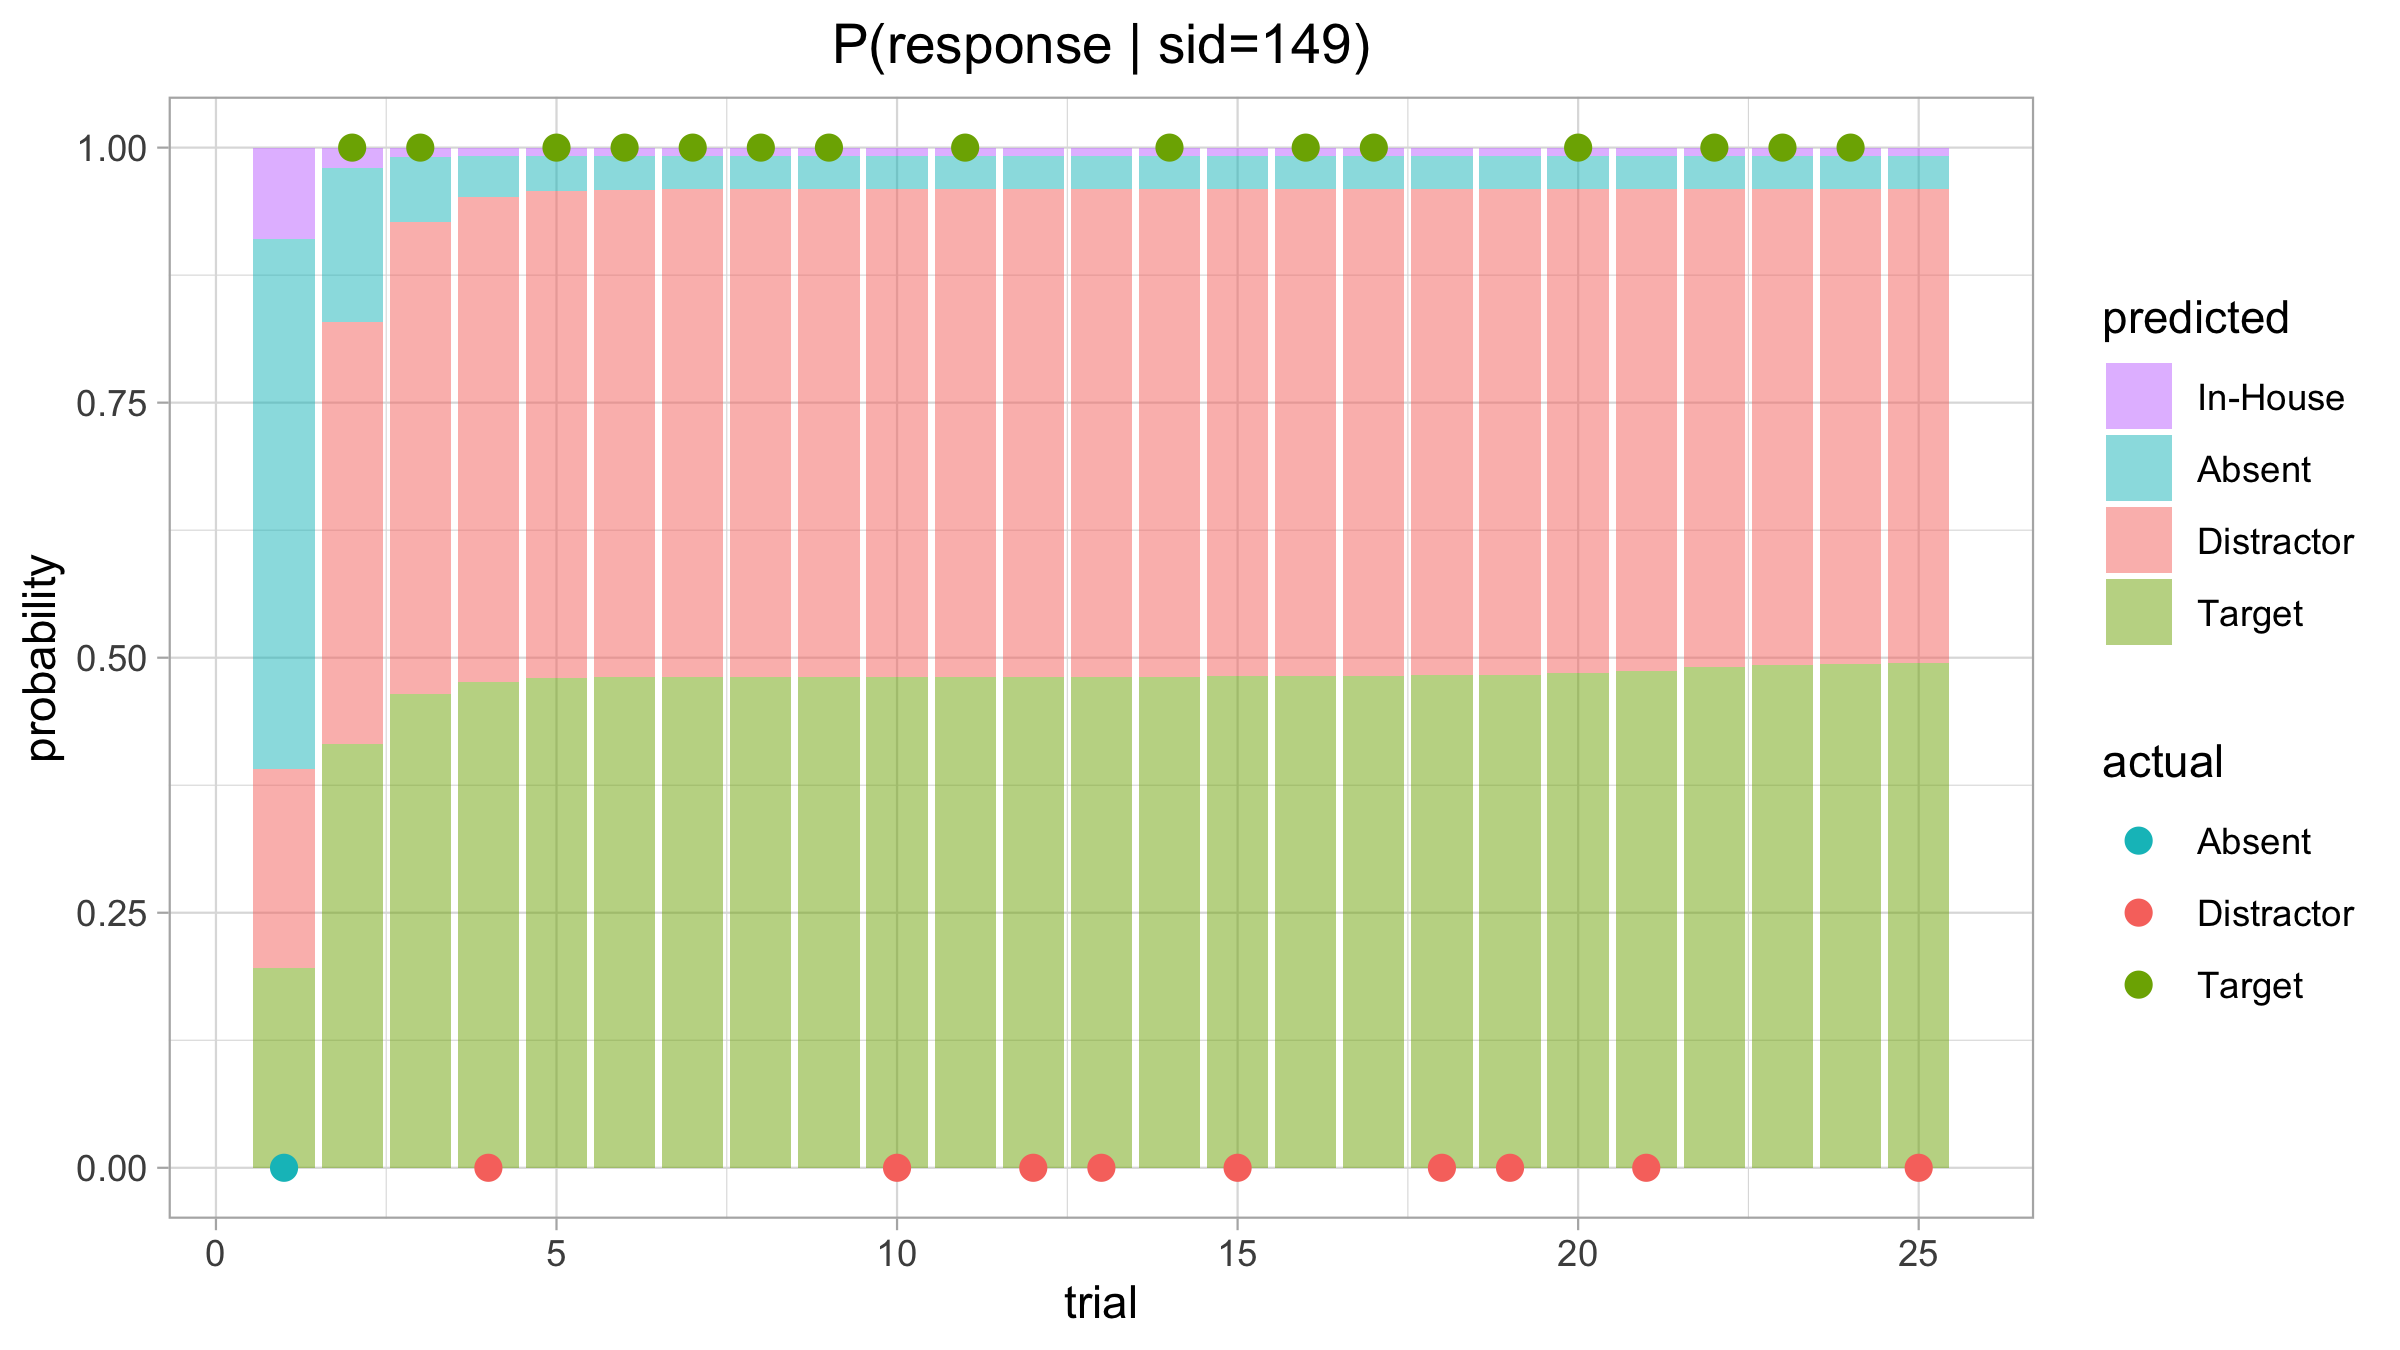 P(response | sid=149)
probability
1.00
0.75
0.50
0.25
0.00
0
5
10
15
20
25
trial
predicted
In-House
Absent
Distractor
Target
actual
Absent
Distractor
Target